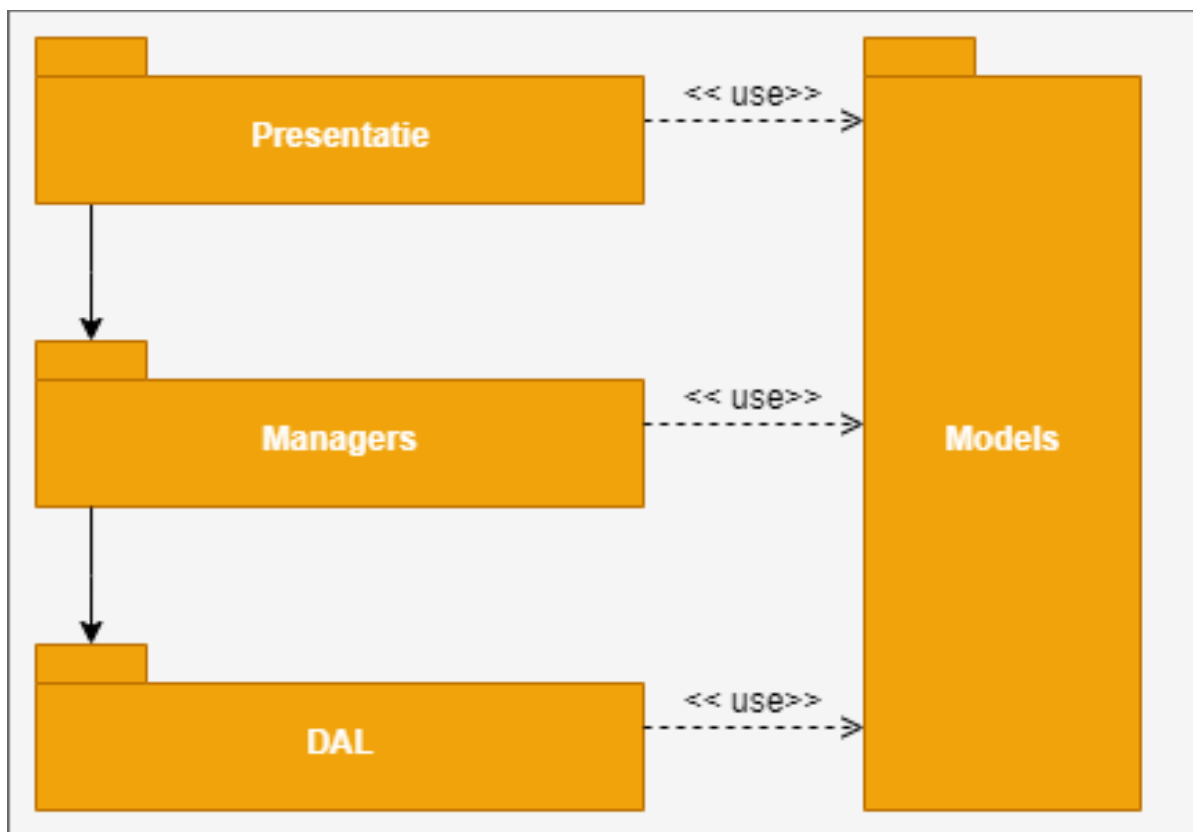 << use>>
Presentatie
<< use>>
Managers
Models
<< use>>
DAL